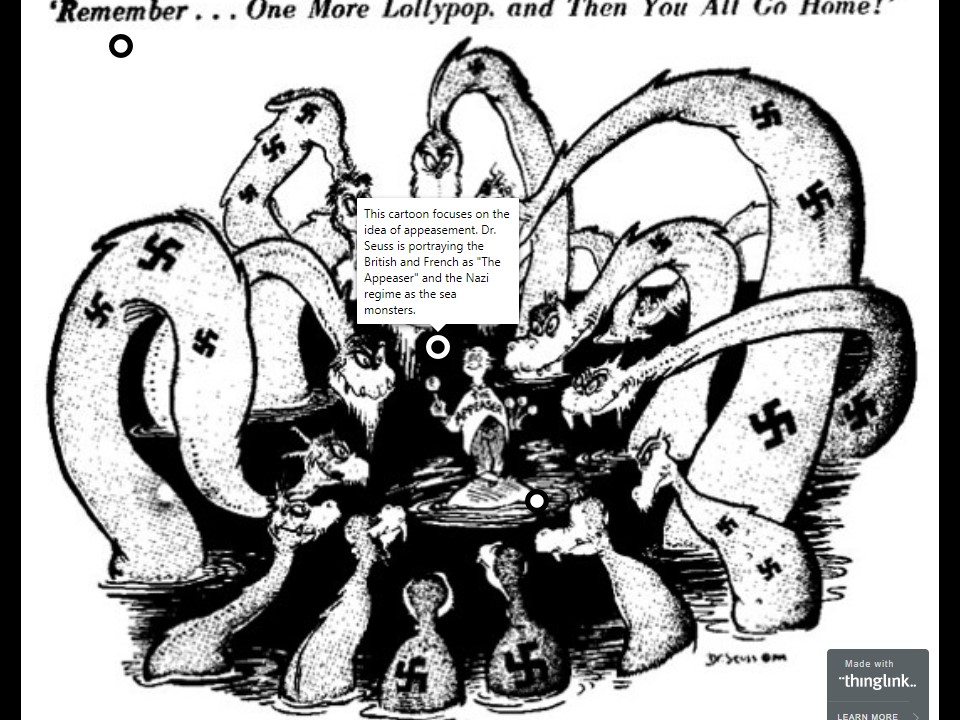 'Remember . . . One More Lollypop, and Then You All Go Home!'
This cartoon focuses on the
idea of appeasement. Dr.
Seuss is portraying the
British and French as "The
Appeaser" and the Nazi
regime as the sea
monsters.
THE
APPEASER
Dr. Seuss
Made with
thinglink..
LEARN MORE